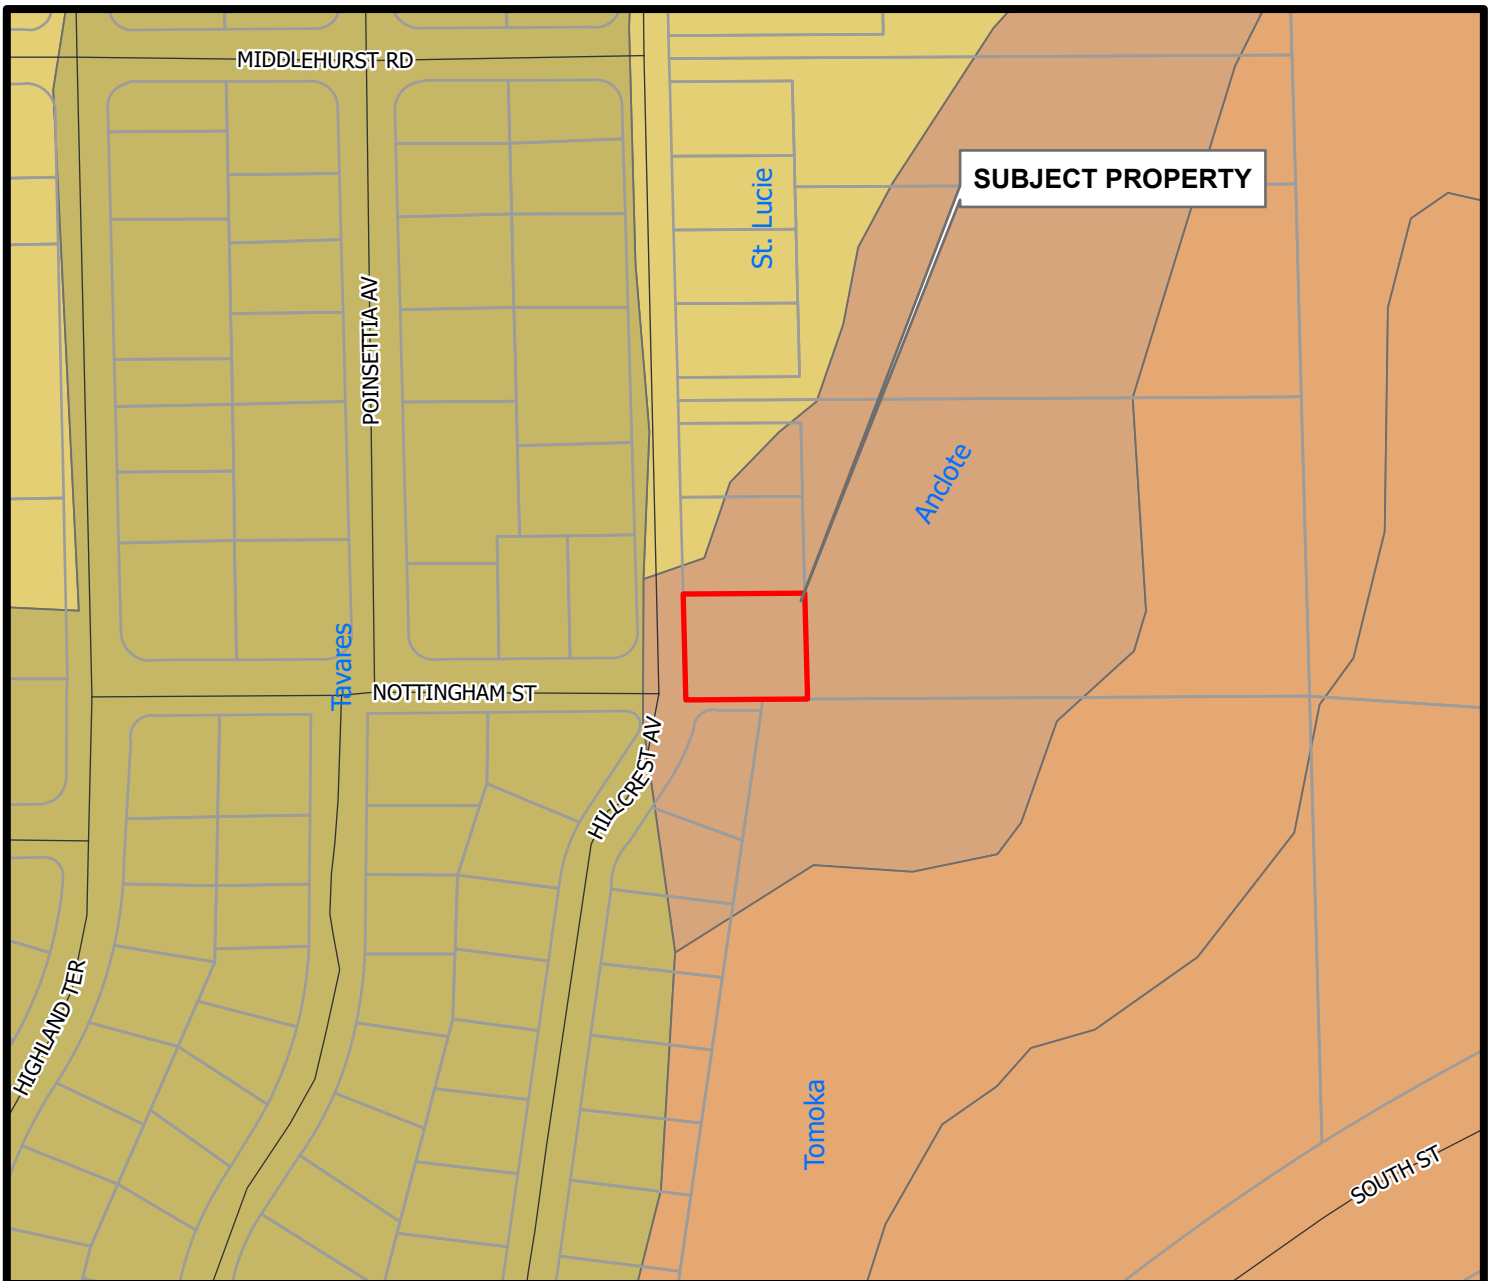 MIDDLEHURST RD
SUBJECT PROPERTY
St. Lucie
POINSETTIA AV
Anclote
Tavares
NOTTINGHAM ST
HILLCREST AV
HIGHLAND TER
Tomoka
SOUTH ST